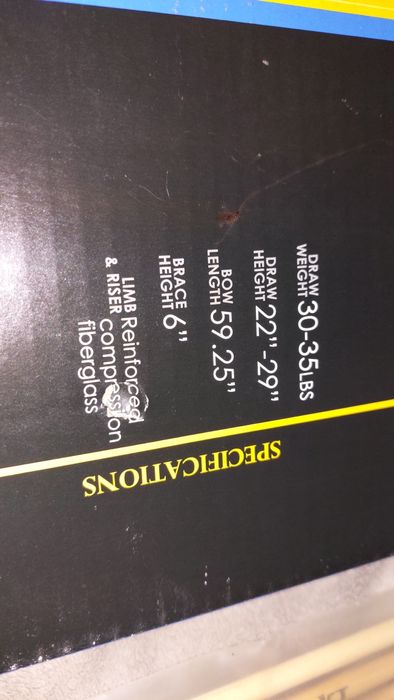 SPECIFICATIONS
DRAW WEIGHT 30-35LBS
DRAW HEIGHT 22"-29"
BOW LENGTH 59.25"
BRACE HEIGHT 6"
LIMB & RISER Reinforced
compression
fiberglass